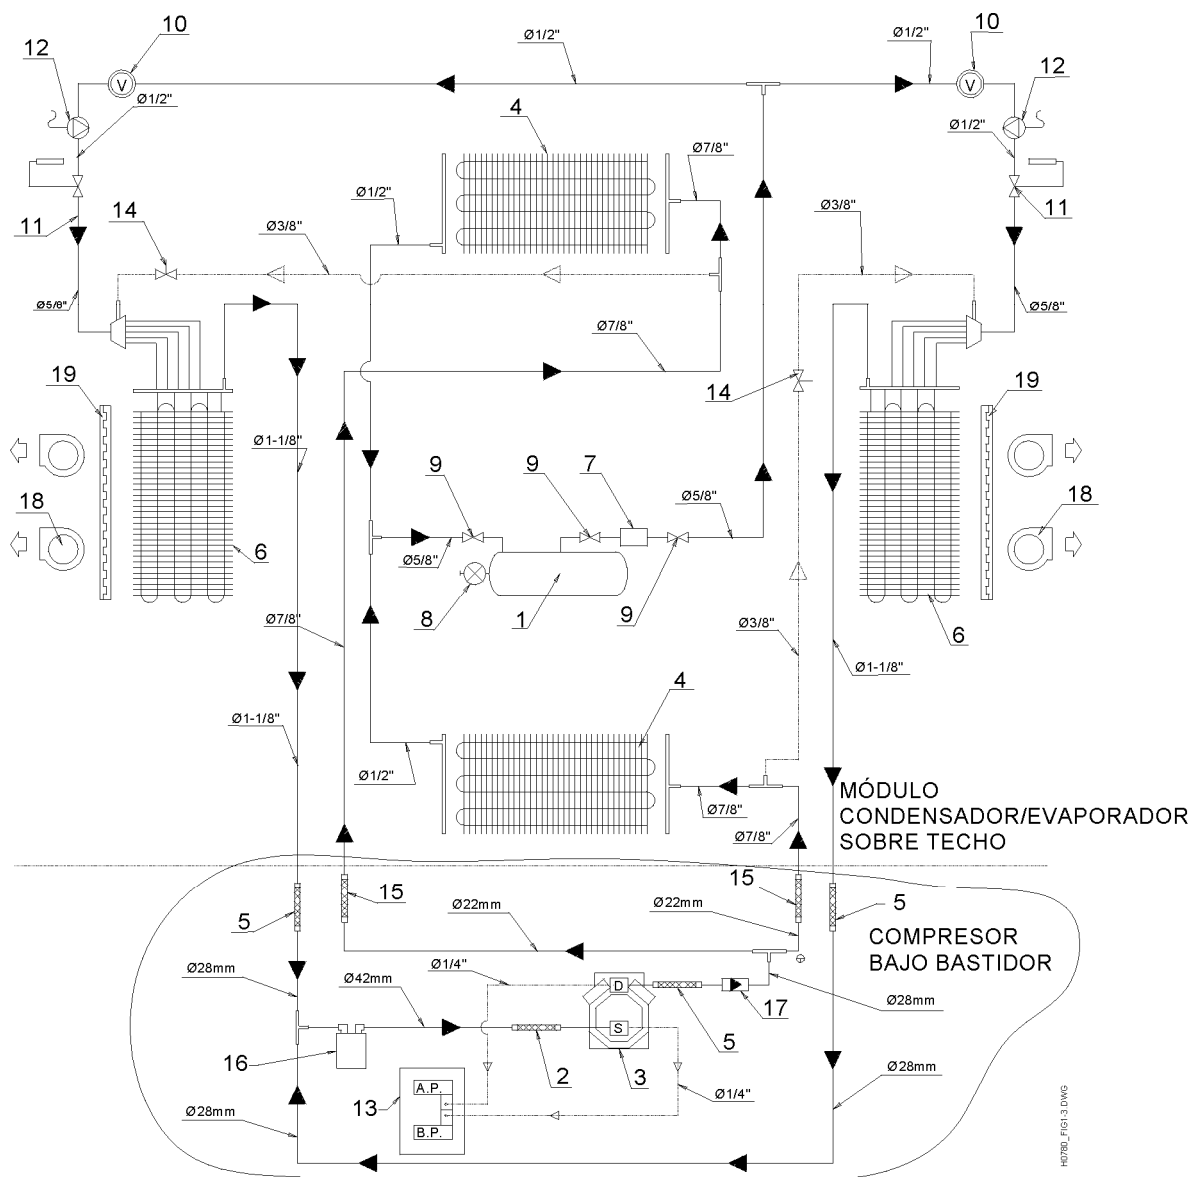 10
Ø1/2"
Ø1/2"
10
12
V
V
12
Ø1/2"
4
Ø1/2"
Ø7/8"
Ø1/2"
11
14
Ø3/8"
14
Ø3/8"
11
Ø5/8"
Ø5/8"
Ø7/8"
19
14
19
Ø1-1/8"
9
9
7
Ø5/8"
18
6
Ø5/8"
18
8
1
9
6
Ø7/8"
Ø3/8"
Ø1-1/8"
4
Ø1-1/8"
Ø1/2"
Ø7/8"
Ø7/8"
MÓDULO
CONDENSADOR/EVAPORADOR
SOBRE TECHO
5
15
15
5
Ø22mm
Ø22mm
COMPRESOR
BAJO BASTIDOR
Ø28mm
Ø42mm
Ø1/4"
D
S
17
Ø28mm
16
2
3
5
13
A.P.
B.P.
Ø1/4"
Ø28mm
Ø28mm
H0780_FIG1-3.DWG